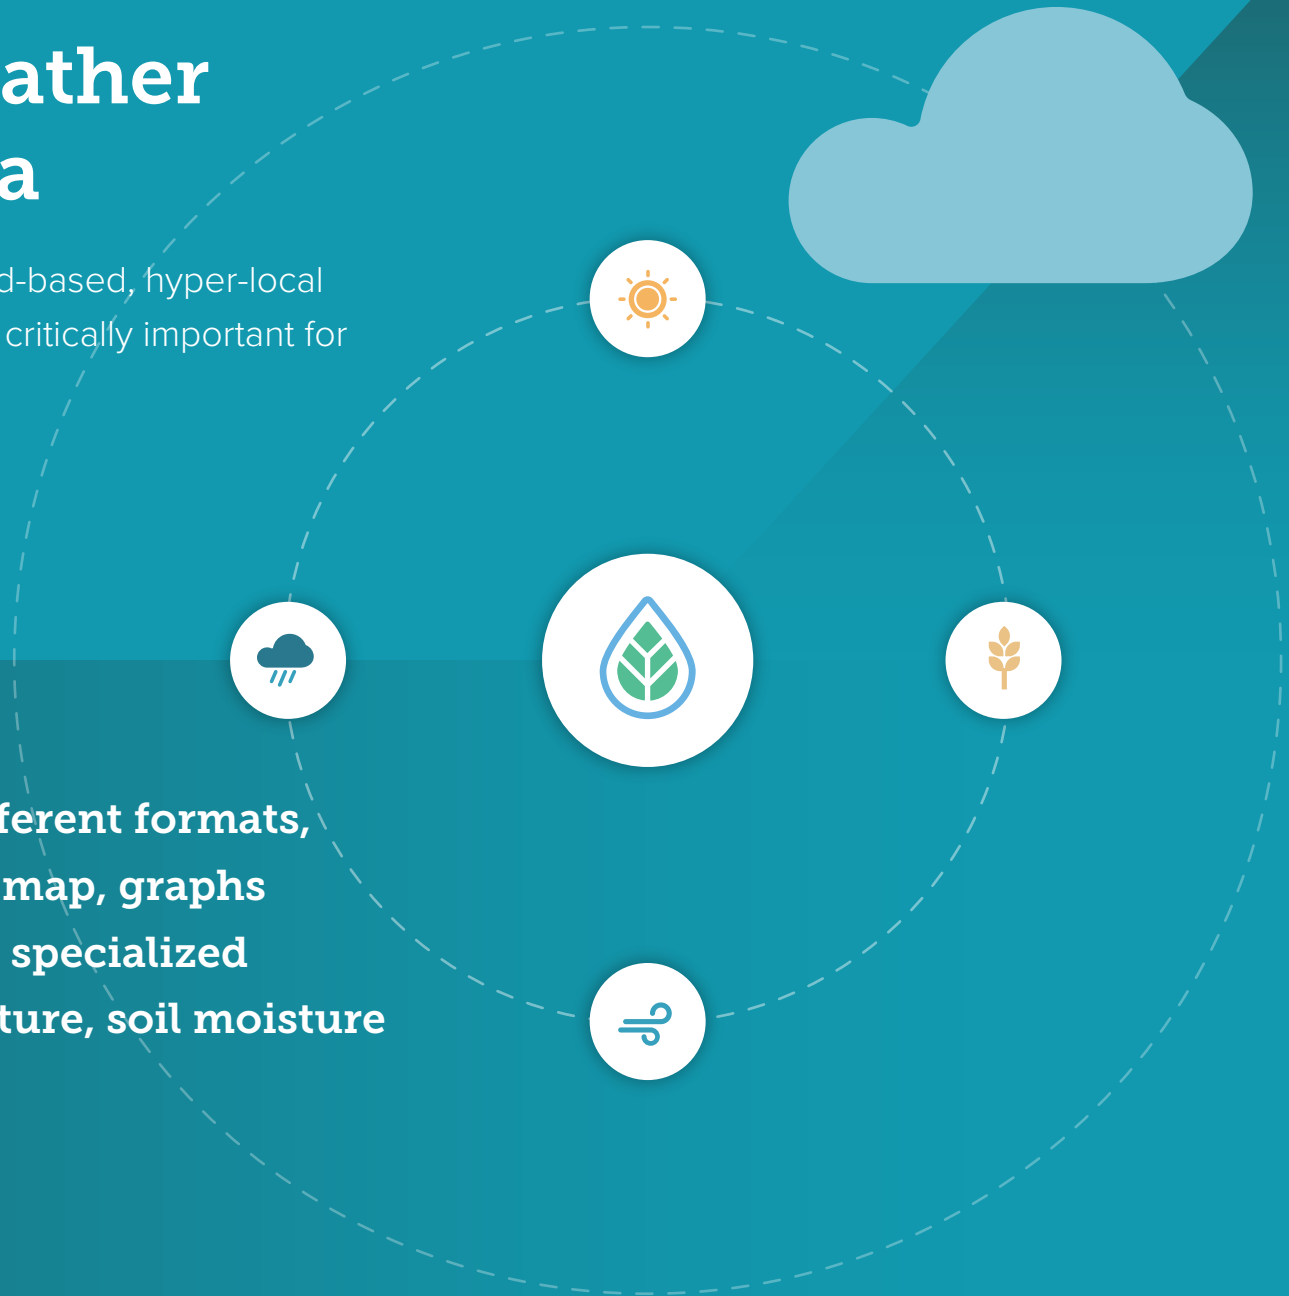 ather
a
d-based, hyper-local
critically important for
ferent formats,
map, graphs
specialized
ture, soil moisture